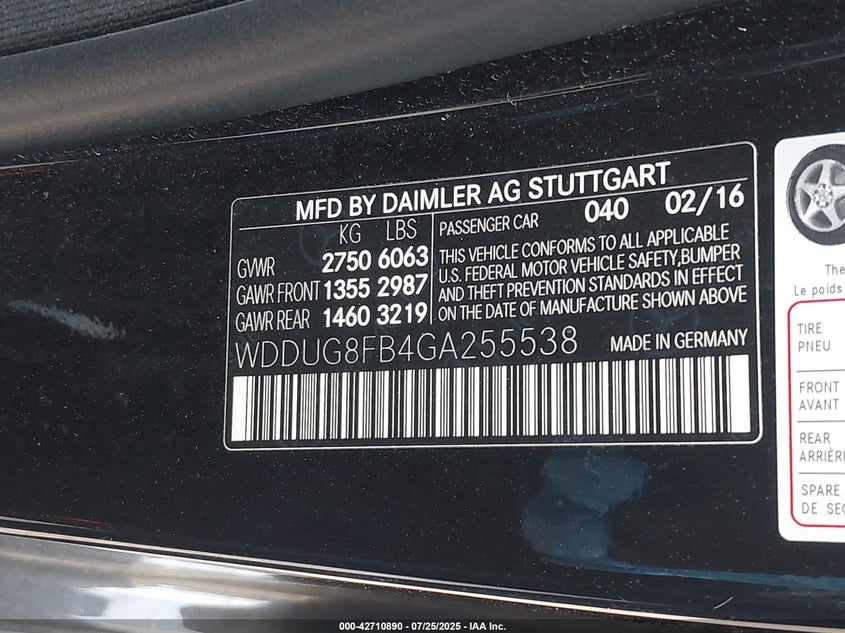 MFD BY DAIMLER AG STUTTGART
KG LBS
GVWR 2750 6063
GAWR FRONT 1355 2987
GAWR REAR 1460 3219
PASSENGER CAR 040 02/16
THIS VEHICLE CONFORMS TO ALL APPLICABLE
U.S. FEDERAL MOTOR VEHICLE SAFETY,BUMPER
AND THEFT PREVENTION STANDARDS IN EFFECT
ON THE DATE OF MANUFACTURE SHOWN ABOVE
WDDUG8FB4GA255538 MADE IN GERMANY
The
Le poids
TIRE
PNEU
FRONT
AVANT
REAR
ARRIÈRE
SPARE
DE
000-42710890 - 07/25/2025 - IAA Inc.